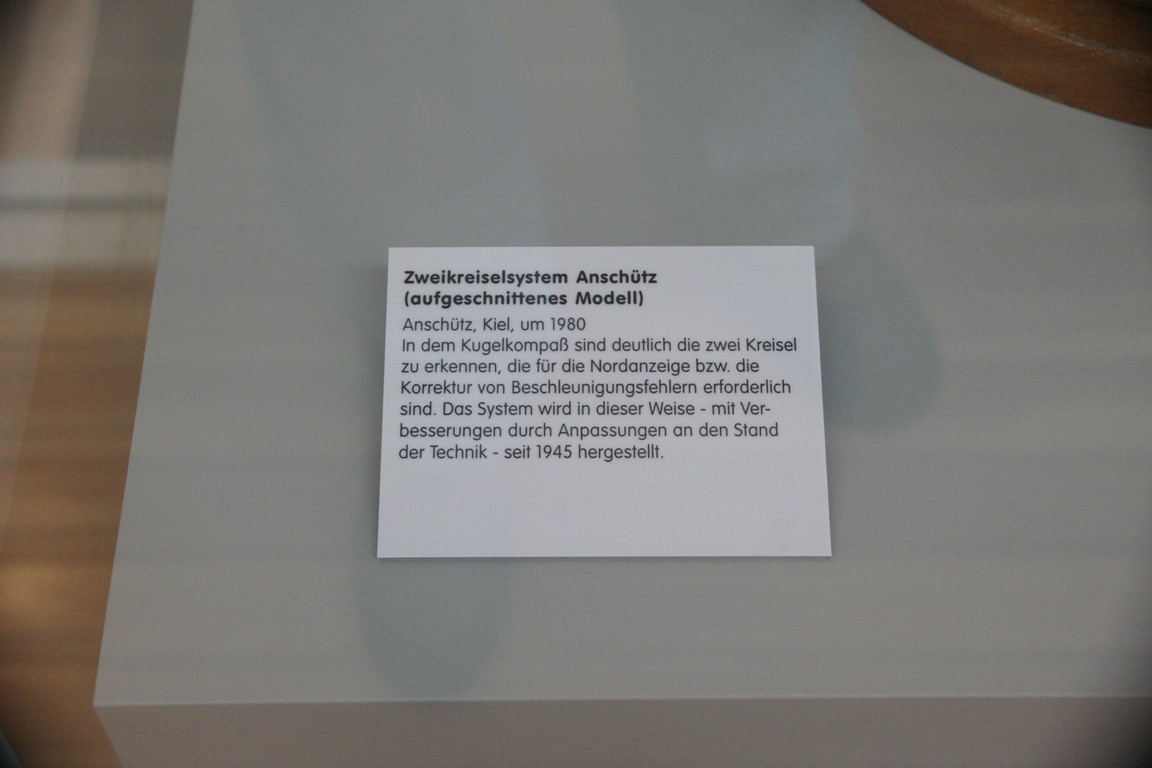 Zweikreiselsystem Anschütz
(aufgeschnittenes Modell)
Anschütz, Kiel, um 1980
In dem Kugelkompaß sind deutlich die zwei Kreisel
zu erkennen, die für die Nordanzeige bzw. die
Korrektur von Beschleunigungsfehlern erforderlich
sind. Das System wird in dieser Weise - mit Ver-
besserungen durch Anpassungen an den Stand
der Technik - seit 1945 hergestellt.